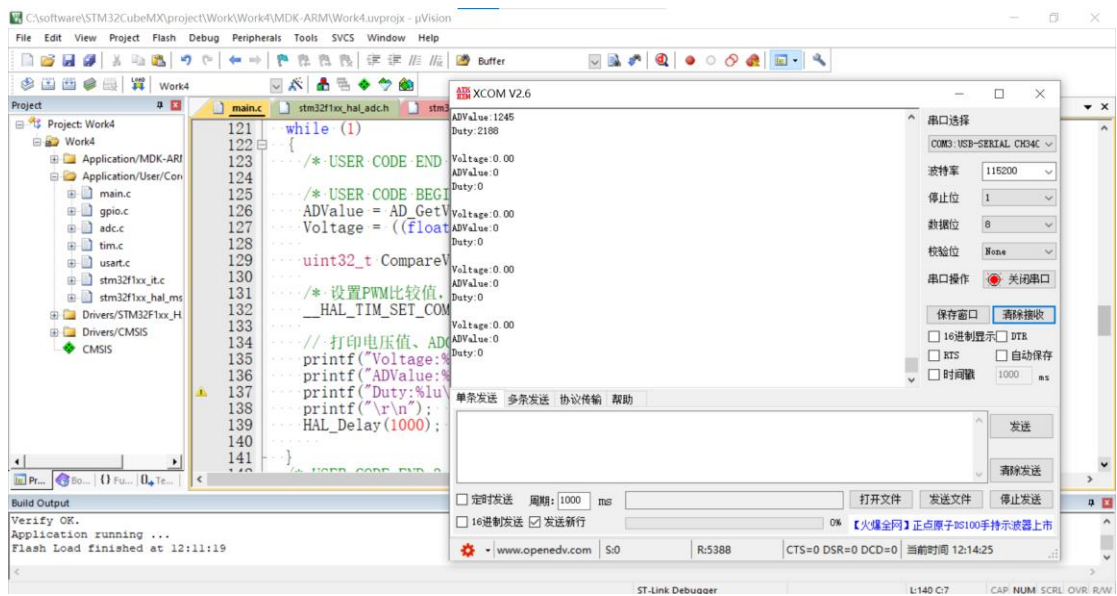 C:\software\STM32CubeMX\project\Work\Work4\MDK-ARM\Work4.uvprojx - µVision
File Edit View Project Flash Debug Peripherals Tools SVCS Window Help
Buffer
Work4
Project
Project: Work4
Work4
Application/MDK-ARI
Application/User/Core
main.c
gpio.c
adc.c
tim.c
usart.c
stm32f1xx_it.c
stm32f1xx_hal_ms
Drivers/STM32F1xx_H
Drivers/CMSIS
CMSIS
Pr... Bo... {} Fu... Te...
main.c stm32f1xx_hal_adc.h stm3
121 while (1)
122 {
123 /* USER CODE END
124
125 /* USER CODE BEGI
126 ADValue = AD_GetV
127 Voltage = ((float
128
129 uint32_t CompareV
130
131 /* 设置PWM比较值,
132 __HAL_TIM_SET_COM
133
134 // 打印电压值、ADC
135 printf("Voltage:%
136 printf("ADValue:%
137 printf("Duty:%lu\
138 printf("\r\n");
139 HAL_Delay(1000);
140
141 }
XCOM V2.6
ADValue:1245
Duty:2188
Voltage:0.00
ADValue:0
Duty:0
Voltage:0.00
ADValue:0
Duty:0
Voltage:0.00
ADValue:0
Duty:0
Voltage:0.00
ADValue:0
Duty:0
串口选择
COM3:USB-SERIAL CH340
波特率 115200
停止位 1
数据位 8
校验位 None
串口操作 关闭串口
保存窗口 清除接收
16进制显示 DTR
RTS 自动保存
时间戳 1000 ms
单条发送 多条发送 协议传输 帮助
发送
清除发送
定时发送 周期: 1000 ms 打开文件 发送文件 停止发送
16进制发送 发送新行 0% 【火爆全网】正点原子DS100手持示波器上市
www.openedv.com S:0 R:5388 CTS=0 DSR=0 DCD=0 当前时间 12:14:25
Build Output
Verify OK.
Application running ...
Flash Load finished at 12:11:19
ST-Link Debugger L:140 C:7 CAP NUM SCRL OVR R/W